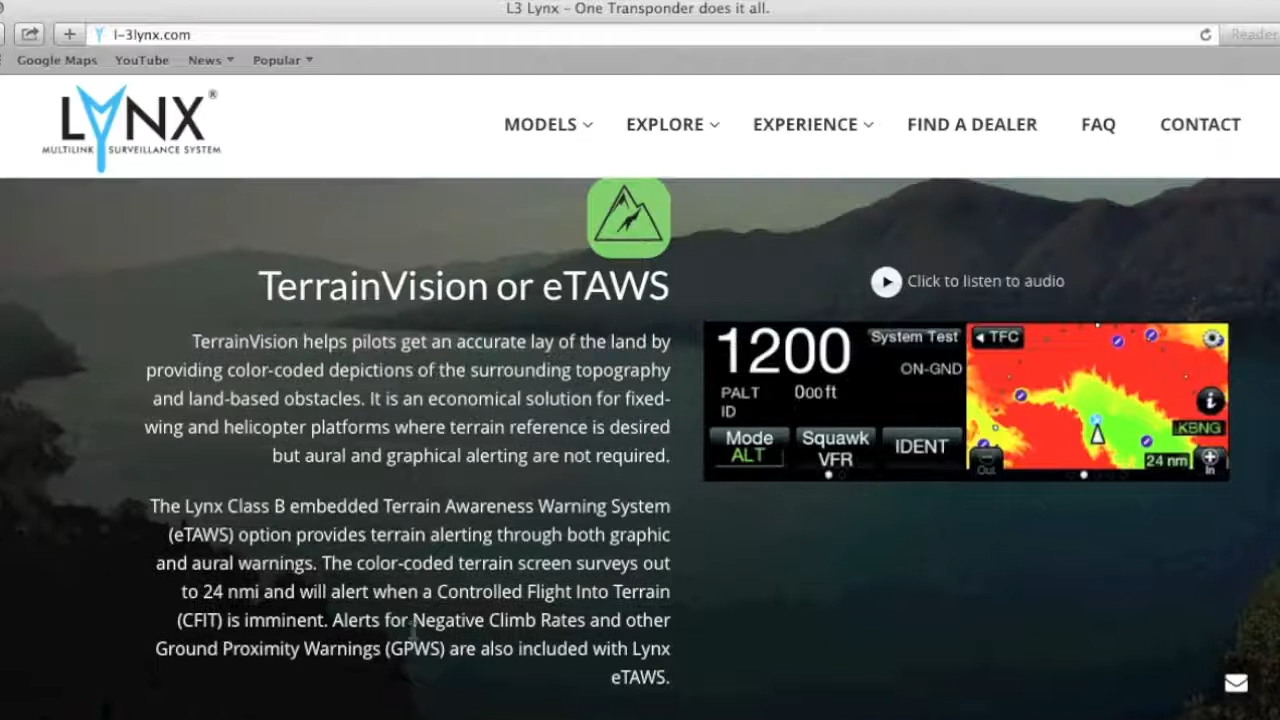 L3 Lynx - One Transponder does it all.
l-3lynx.com
Reader
Google Maps YouTube News Popular
LYNX®
MULTILINK SURVEILLANCE SYSTEM
MODELS EXPLORE EXPERIENCE FIND A DEALER FAQ CONTACT
TerrainVision or eTAWS
TerrainVision helps pilots get an accurate lay of the land by
providing color-coded depictions of the surrounding topography
and land-based obstacles. It is an economical solution for fixed-
wing and helicopter platforms where terrain reference is desired
but aural and graphical alerting are not required.
The Lynx Class B embedded Terrain Awareness Warning System
(eTAWS) option provides terrain alerting through both graphic
and aural warnings. The color-coded terrain screen surveys out
to 24 nmi and will alert when a Controlled Flight Into Terrain
(CFIT) is imminent. Alerts for Negative Climb Rates and other
Ground Proximity Warnings (GPWS) are also included with Lynx
eTAWS.
Click to listen to audio
1200
System Test
ON-GND
PALT 000 ft
ID
Mode
ALT
Squawk
VFR
IDENT
TFC
i
KBNG
24 nm
Out
In